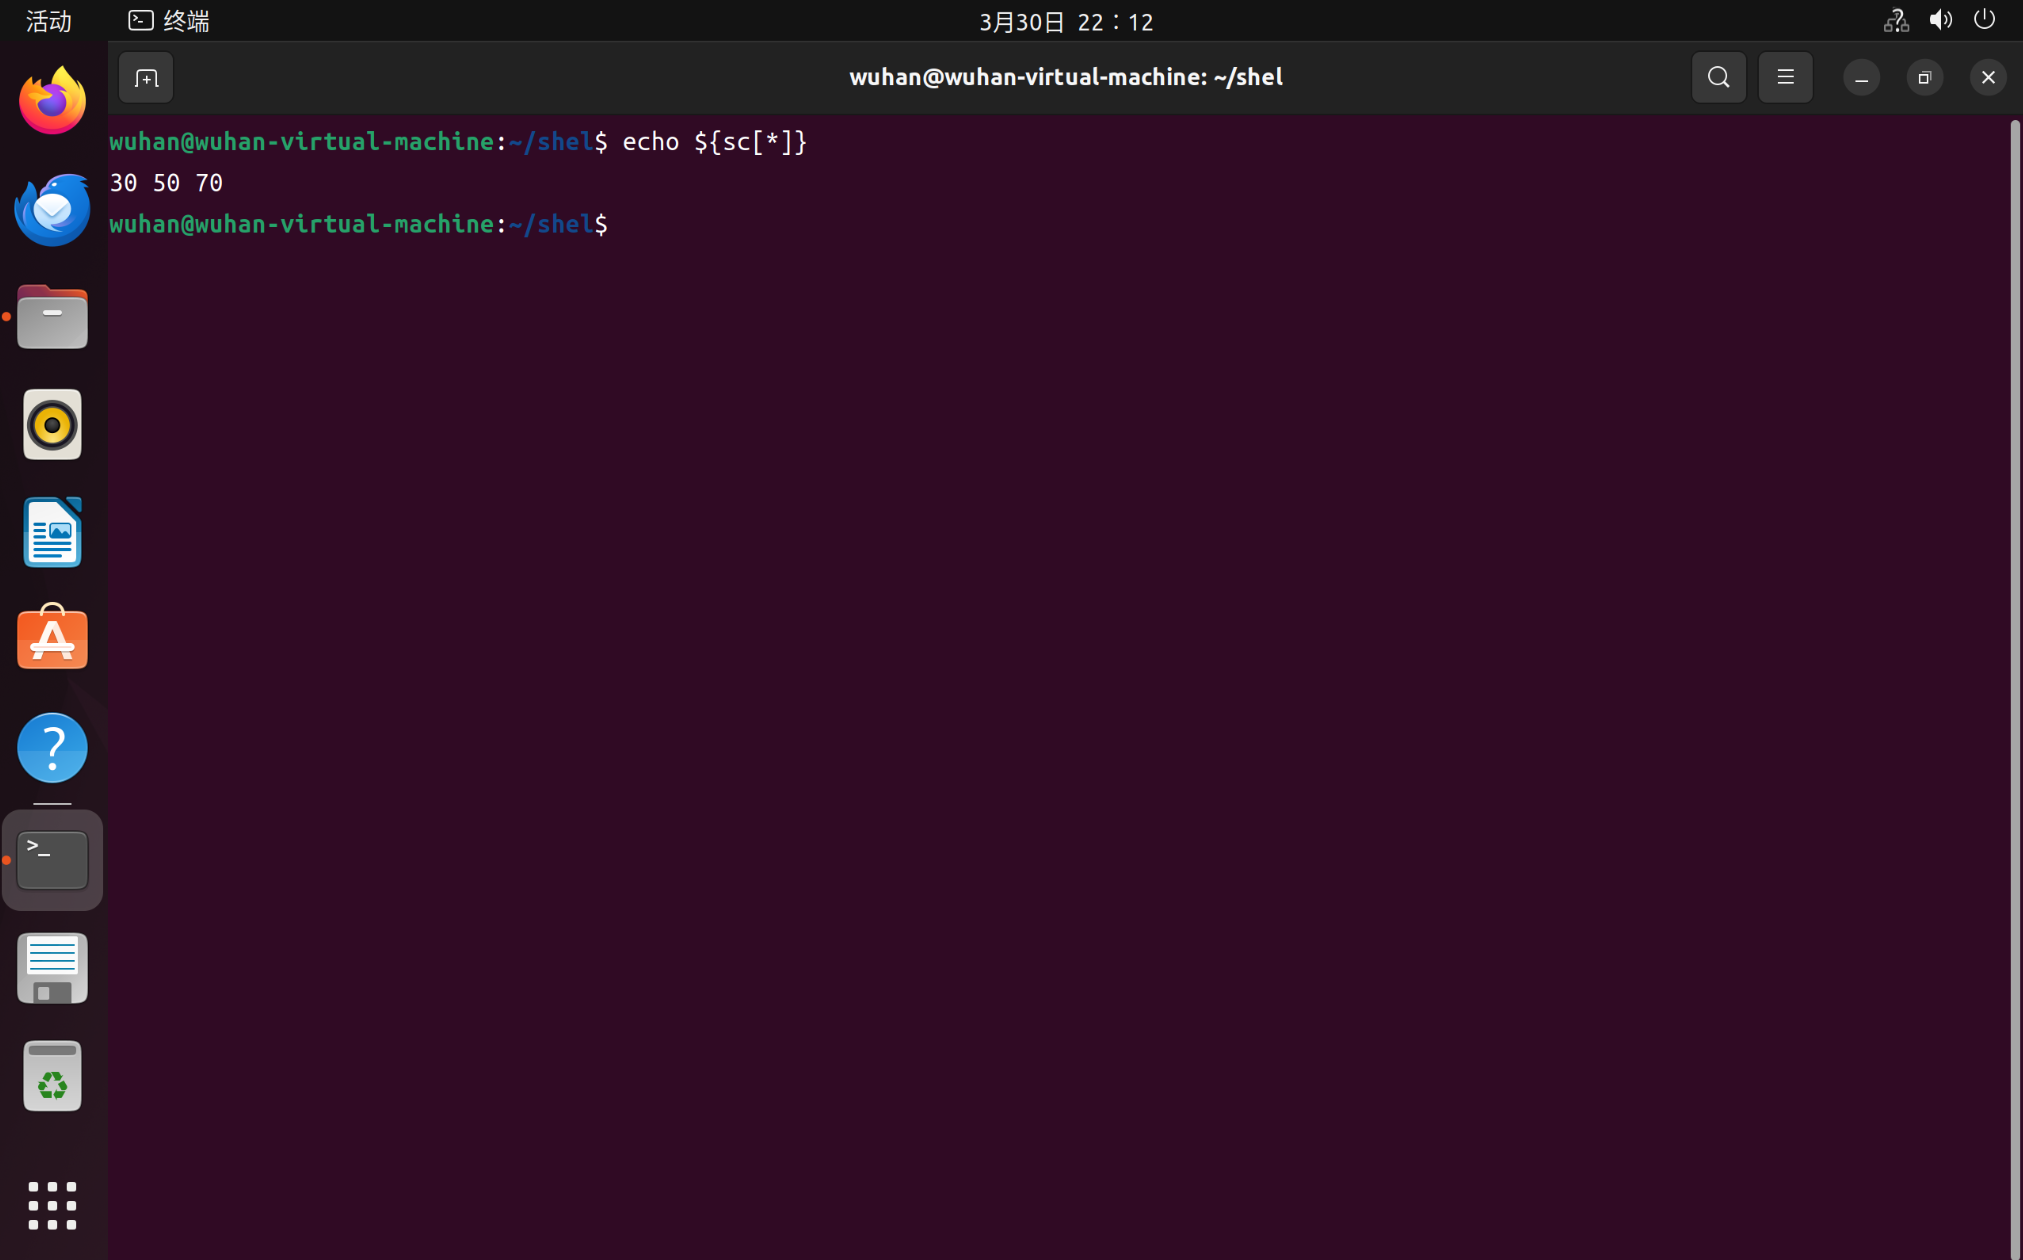 活动
终端
3月30日 22：12
wuhan@wuhan-virtual-machine: ~/shel
wuhan@wuhan-virtual-machine:~/shel$ echo ${sc[*]}
30 50 70
wuhan@wuhan-virtual-machine:~/shel$